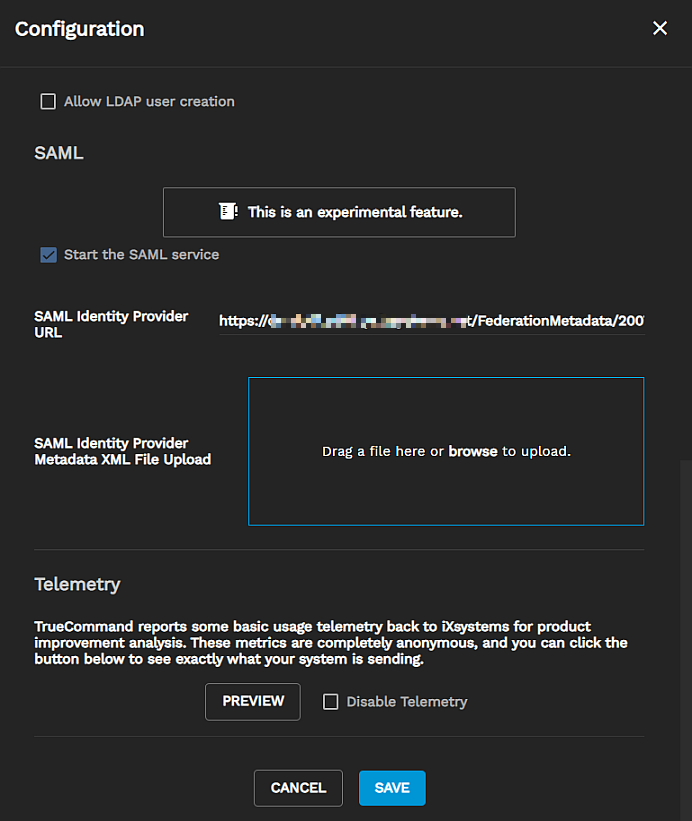 Configuration
Allow LDAP user creation
SAML
This is an experimental feature.
Start the SAML service
SAML Identity Provider
URL
https:// t/FederationMetadata/200
SAML Identity Provider
Metadata XML File Upload
Drag a file here or browse to upload.
Telemetry
TrueCommand reports some basic usage telemetry back to iXsystems for product
improvement analysis. These metrics are completely anonymous, and you can click the
button below to see exactly what your system is sending.
PREVIEW
Disable Telemetry
CANCEL
SAVE